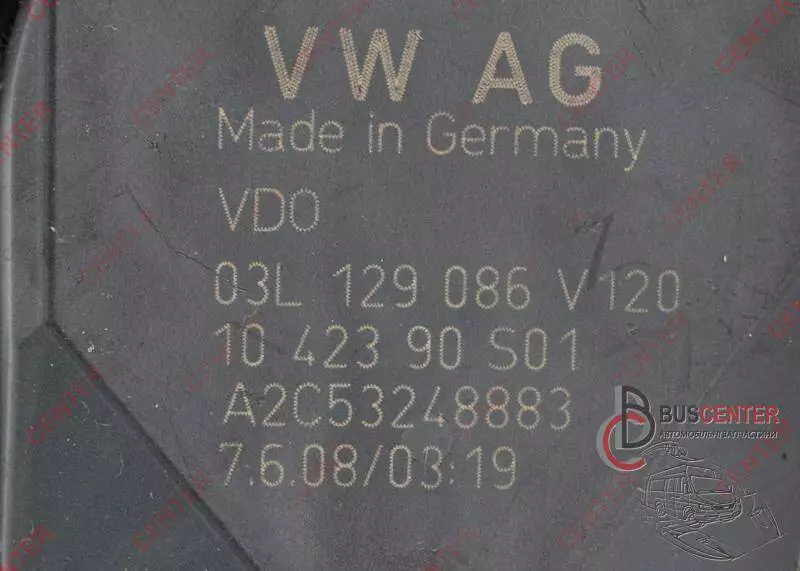 VW AG
Made in Germany
VDO
03L 129 086 V120
10 423 90 S01
A2C53248883
7.6.08/03:19
BUSCENTER
АВТОМОБІЛЬНІ ЗАПЧАСТИНИ
CENTER